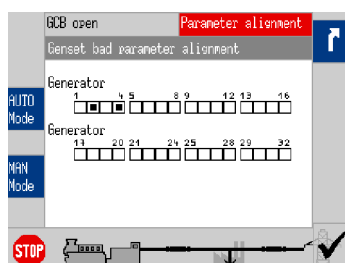 GCB open Parameter alignment
Genset bad parameter alignment
Generator
1 4 5 8 9 12 13 16
AUTO Mode
Generator
17 20 21 24 25 28 29 32
MAN Mode
STOP